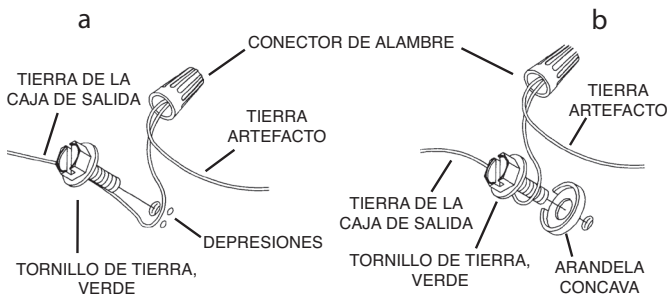 a
b
CONECTOR DE ALAMBRE
TIERRA DE LA
CAJA DE SALIDA
TIERRA
ARTEFACTO
DEPRESIONES
TORNILLO DE TIERRA,
VERDE
TIERRA
ARTEFACTO
TIERRA DE LA
CAJA DE SALIDA
TORNILLO DE TIERRA,
VERDE
ARANDELA
CONCAVA